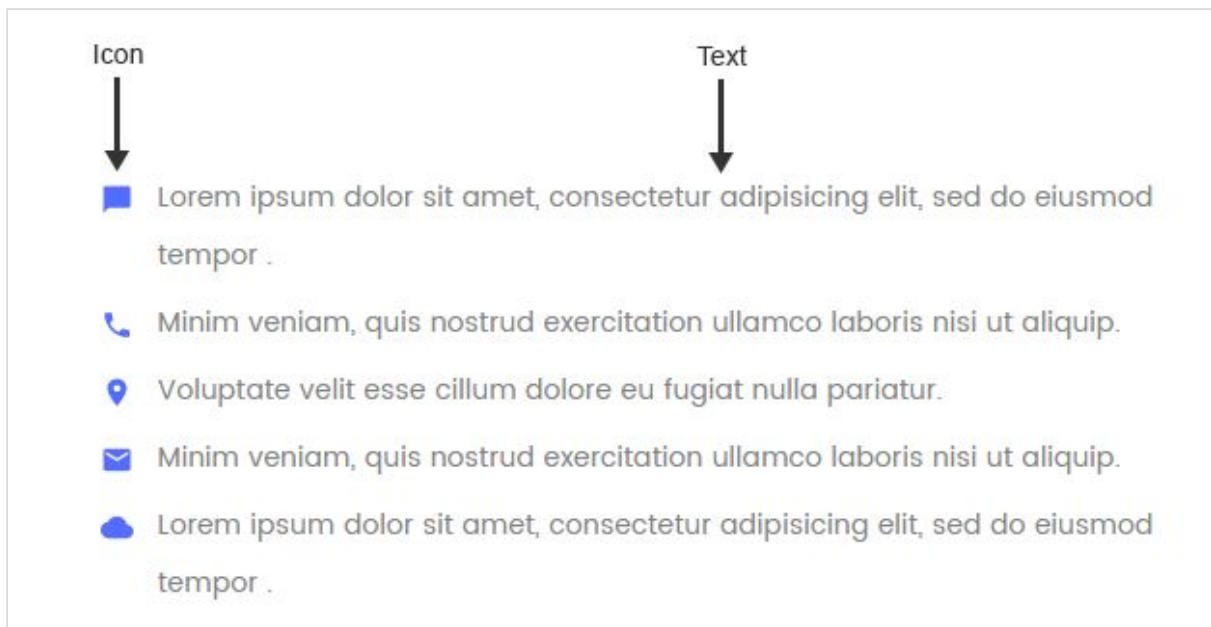 Icon
Text
Lorem ipsum dolor sit amet, consectetur adipisicing elit, sed do eiusmod
tempor .
Minim veniam, quis nostrud exercitation ullamco laboris nisi ut aliquip.
Voluptate velit esse cillum dolore eu fugiat nulla pariatur.
Minim veniam, quis nostrud exercitation ullamco laboris nisi ut aliquip.
Lorem ipsum dolor sit amet, consectetur adipisicing elit, sed do eiusmod
tempor .